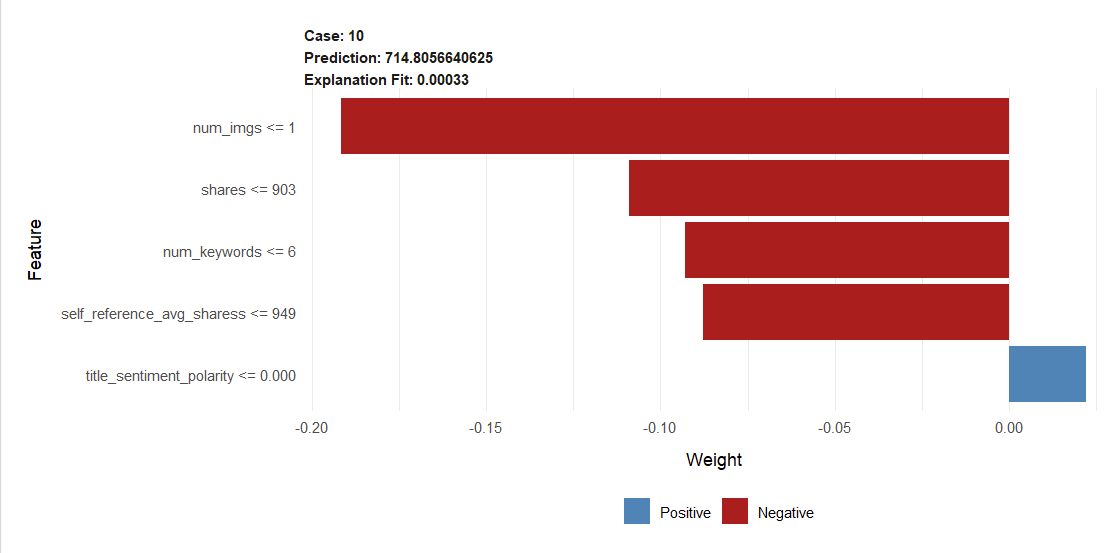 Case: 10
Prediction: 714.8056640625
Explanation Fit: 0.00033
Feature
num_imgs <= 1
shares <= 903
num_keywords <= 6
self_reference_avg_sharess <= 949
title_sentiment_polarity <= 0.000
-0.20 -0.15 -0.10 -0.05 0.00
Weight
Positive Negative